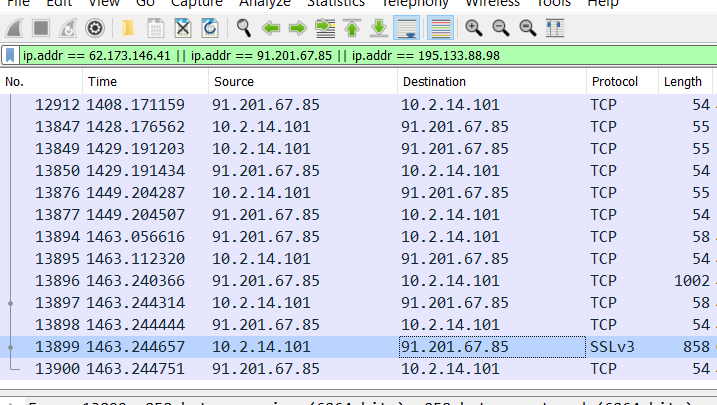 File Edit View Go Capture Analyze Statistics Telephony Wireless Tools Help
ip.addr == 62.173.146.41 || ip.addr == 91.201.67.85 || ip.addr == 195.133.88.98
No. Time Source Destination Protocol Length
12912 1408.171159 91.201.67.85 10.2.14.101 TCP 54
13847 1428.176562 10.2.14.101 91.201.67.85 TCP 55
13849 1429.191203 10.2.14.101 91.201.67.85 TCP 55
13850 1429.191434 91.201.67.85 10.2.14.101 TCP 54
13876 1449.204287 10.2.14.101 91.201.67.85 TCP 55
13877 1449.204507 91.201.67.85 10.2.14.101 TCP 54
13894 1463.056616 91.201.67.85 10.2.14.101 TCP 58
13895 1463.112320 10.2.14.101 91.201.67.85 TCP 54
13896 1463.240366 91.201.67.85 10.2.14.101 TCP 1002
13897 1463.244314 10.2.14.101 91.201.67.85 TCP 58
13898 1463.244444 91.201.67.85 10.2.14.101 TCP 54
13899 1463.244657 10.2.14.101 91.201.67.85 SSLv3 858
13900 1463.244751 91.201.67.85 10.2.14.101 TCP 54